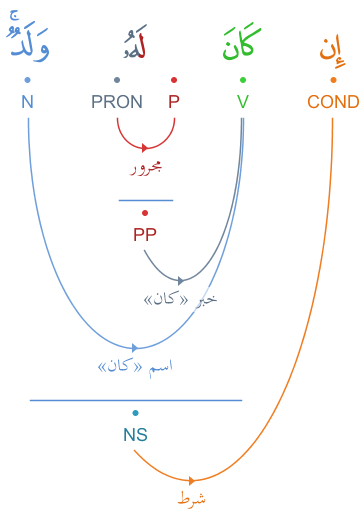 إِن كَانَ لَهُۥ وَلَدٌ ۚ
COND V P PRON N
مجرور
PP
خبر «كان»
اسم «كان»
NS
شرط